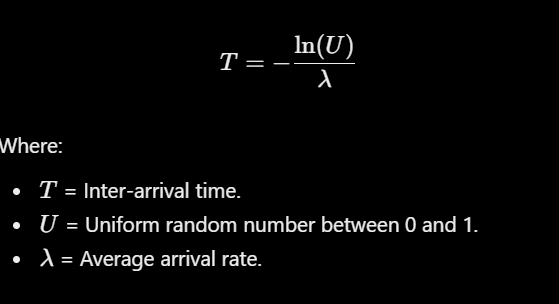 T = − ln(U) / λ
Where:
• T = Inter-arrival time.
• U = Uniform random number between 0 and 1.
• λ = Average arrival rate.